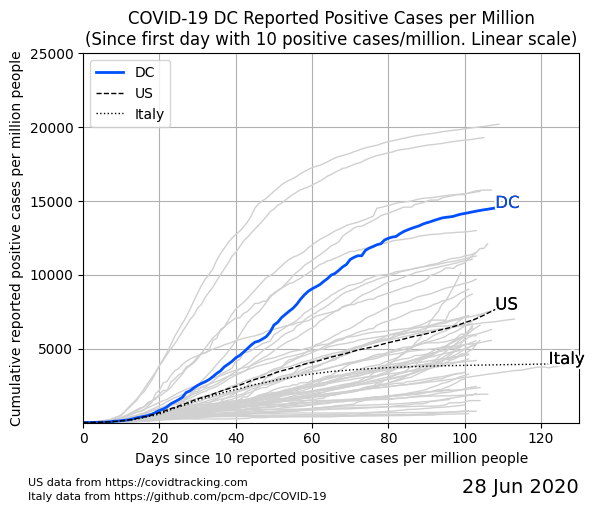 COVID-19 DC Reported Positive Cases per Million
(Since first day with 10 positive cases/million. Linear scale)
Cumulative reported positive cases per million people
25000
20000
15000
10000
5000
DC
US
Italy
DC
US
Italy
0 20 40 60 80 100 120
Days since 10 reported positive cases per million people
US data from https://covidtracking.com
Italy data from https://github.com/pcm-dpc/COVID-19
28 Jun 2020